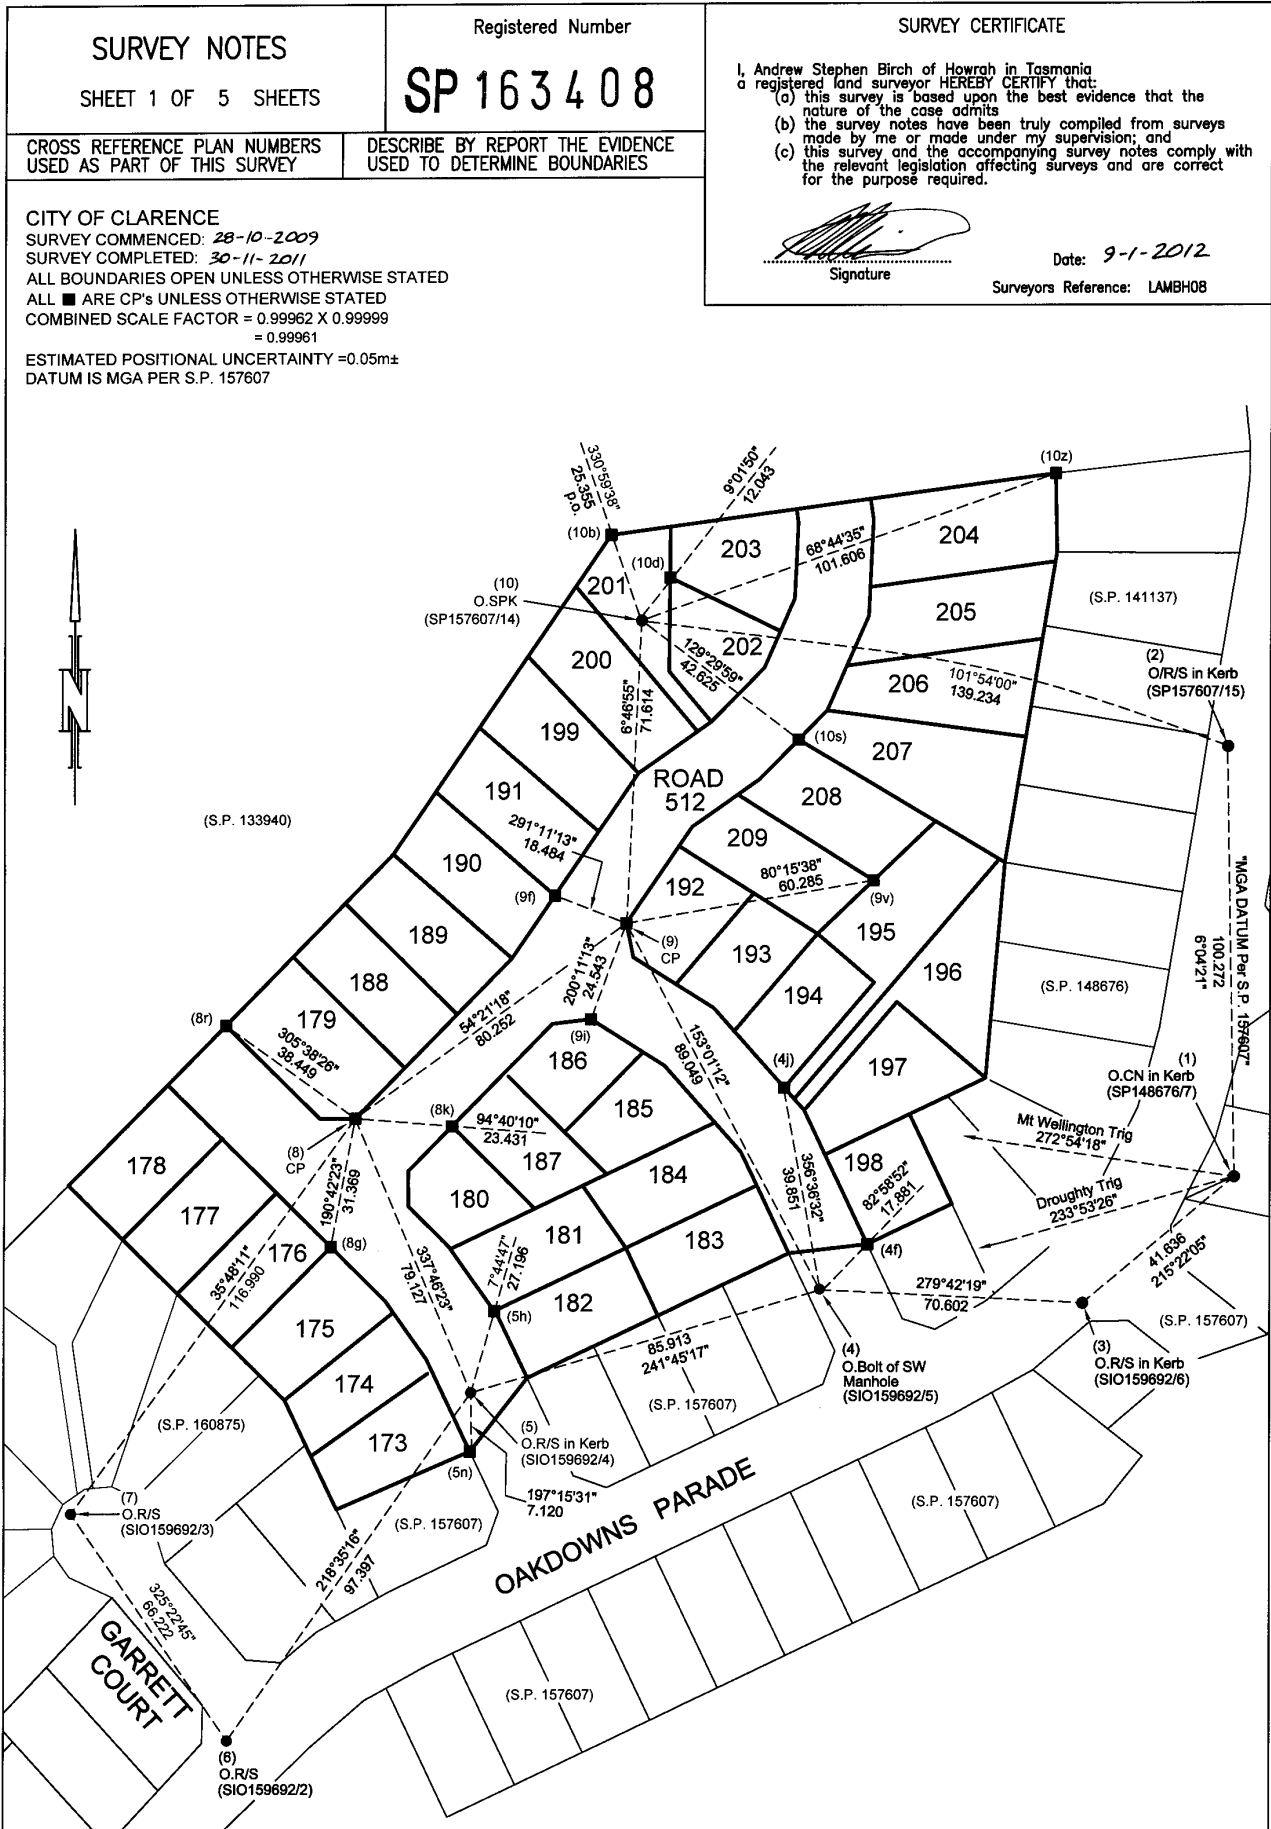 SURVEY NOTES
SHEET 1 OF 5 SHEETS
Registered Number
SP 163408
CROSS REFERENCE PLAN NUMBERS
USED AS PART OF THIS SURVEY
DESCRIBE BY REPORT THE EVIDENCE
USED TO DETERMINE BOUNDARIES
SURVEY CERTIFICATE
I, Andrew Stephen Birch of Howrah in Tasmania
a registered land surveyor HEREBY CERTIFY that:
(a) this survey is based upon the best evidence that the
nature of the case admits
(b) the survey notes have been truly compiled from surveys
made by me or made under my supervision; and
(c) this survey and the accompanying survey notes comply with
the relevant legislation affecting surveys and are correct
for the purpose required.
Signature
Date: 9-1-2012
Surveyors Reference: LAMBH08
CITY OF CLARENCE
SURVEY COMMENCED: 28-10-2009
SURVEY COMPLETED: 30-11-2011
ALL BOUNDARIES OPEN UNLESS OTHERWISE STATED
ALL ■ ARE CP's UNLESS OTHERWISE STATED
COMBINED SCALE FACTOR = 0.99962 X 0.99999
= 0.99961
ESTIMATED POSITIONAL UNCERTAINTY =0.05m±
DATUM IS MGA PER S.P. 157607
N
330°59'38"
25.355
p.o.
9°01'50"
12.043
(10z)
(10b)
(10d)
203
204
68°44'35"
101.606
(10)
O.SPK
(SP157607/14)
201
205
(S.P. 141137)
202
129°29'59"
42.625
200
206
101°54'00"
139.234
(2)
O/R/S in Kerb
(SP157607/15)
6°46'55"
71.614
199
(10s)
207
ROAD
512
191
208
(S.P. 133940)
291°11'13"
18.484
209
190
80°15'38"
60.285
192
(9f)
(9v)
"MGA DATUM Per S.P. 157607"
100.272
6°04'21"
189
(9)
CP
195
193
188
200°11'13"
24.543
196
(S.P. 148676)
194
(8r)
179
54°21'18"
80.252
(9i)
153°01'12"
89.049
305°38'26"
38.449
186
(4j)
197
(1)
O.CN in Kerb
(SP148676/7)
185
(8k)
94°40'10"
23.431
Mt Wellington Trig
272°54'18"
(8)
CP
187
178
184
198
190°42'23"
31.369
180
356°36'32"
39.851
82°58'52"
17.881
Droughty Trig
233°53'26"
177
181
183
176
(8g)
7°44'47"
27.196
(4f)
41.636
215°22'05"
35°48'11"
116.990
337°46'23"
79.127
182
279°42'19"
70.602
(5h)
175
85.913
241°45'17"
(S.P. 157607)
(4)
O.Bolt of SW
Manhole
(SIO159692/5)
(3)
O.R/S in Kerb
(SIO159692/6)
174
(S.P. 157607)
(S.P. 160875)
173
(5)
O.R/S in Kerb
(SIO159692/4)
(5n)
197°15'31"
7.120
(7)
O.R/S
(SIO159692/3)
(S.P. 157607)
OAKDOWNS PARADE
(S.P. 157607)
218°35'16"
97.397
325°22'45"
66.222
GARRETT
COURT
(S.P. 157607)
(6)
O.R/S
(SIO159692/2)